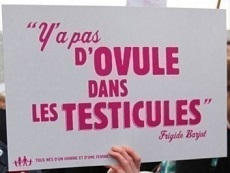 "Y'a pas
D'OVULE
DANS
LES TESTICULES"
Frigide Barjot
TOUS NÉS D'UN HOMME ET D'UNE FEMME